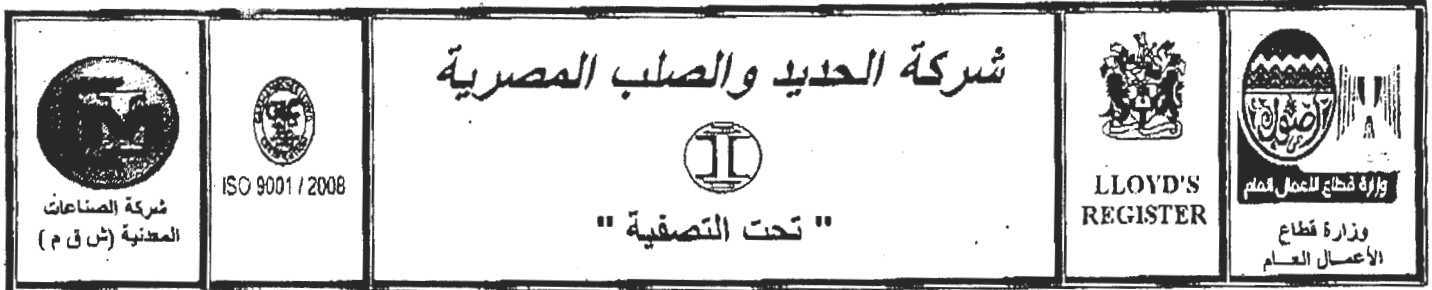 أصول
وزارة قطاع الأعمال العام
وزارة قطاع
الأعمال العام
LLOYD'S
REGISTER
شركة الحديد والصلب المصرية
" تحت التصفية "
ISO 9001 / 2008
شركة الصناعات
المعدنية (ش ق م)